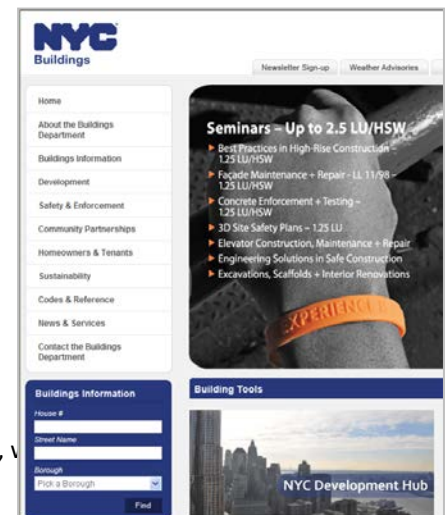 NYC
Buildings
Newsletter Sign-up
Weather Advisories
Home
About the Buildings
Department
Buildings Information
Development
Safety & Enforcement
Community Partnerships
Homeowners & Tenants
Sustainability
Codes & Reference
News & Services
Contact the Buildings
Department
Seminars – Up to 2.5 LU/HSW
Best Practices in High-Rise Construction –
1.25 LU/HSW
Façade Maintenance + Repair - LL 11/98 –
1.25 LU/HSW
Concrete Enforcement + Testing –
1.25 LU/HSW
3D Site Safety Plans – 1.25 LU
Elevator Construction, Maintenance + Repair
Engineering Solutions in Safe Construction
Excavations, Scaffolds + Interior Renovations
EXPERIENCE
Buildings Information
House #
Street Name
Borough
Pick a Borough
Find
Building Tools
NYC Development Hub